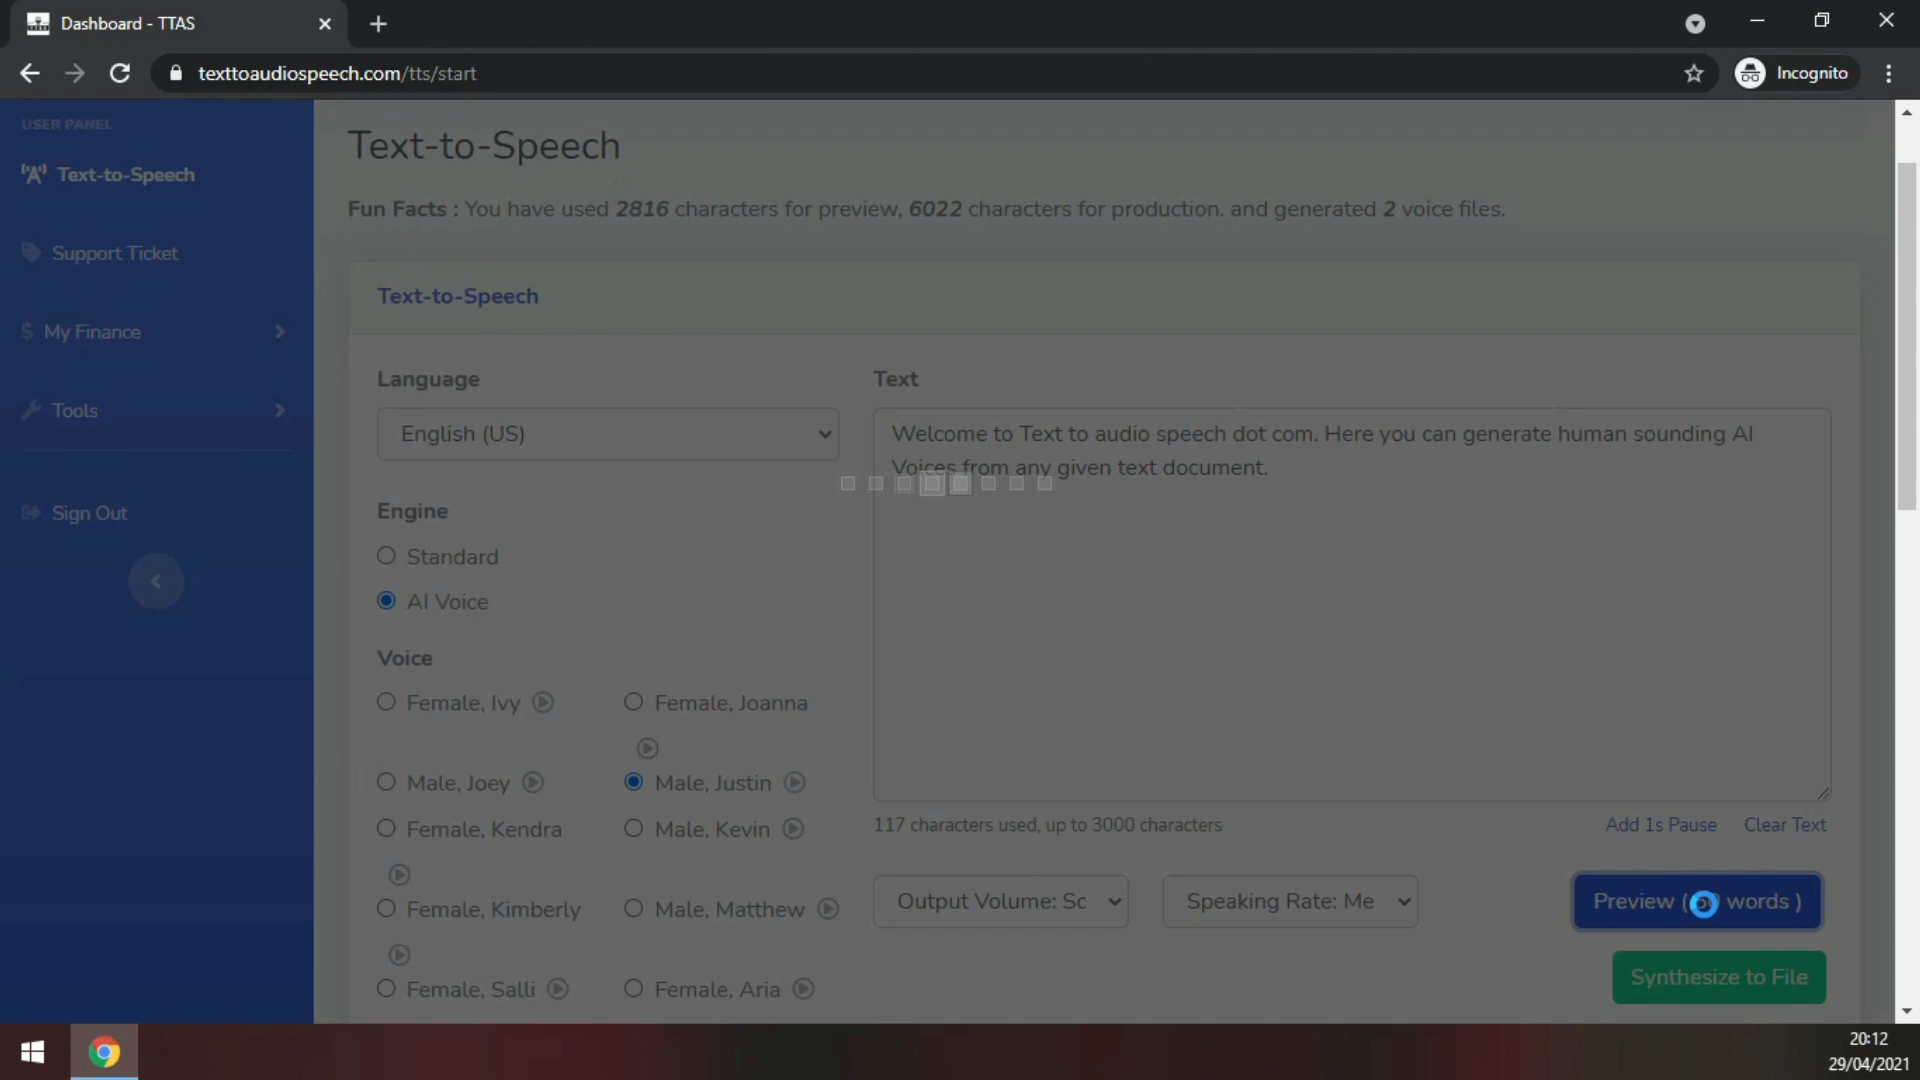 Dashboard - TTAS
texttoaudiospeech.com/tts/start
Incognito
USER PANEL
Text-to-Speech
Support Ticket
$ My Finance
Tools
Sign Out
Text-to-Speech
Fun Facts : You have used 2816 characters for preview, 6022 characters for production. and generated 2 voice files.
Text-to-Speech
Language
English (US)
Engine
Standard
AI Voice
Voice
Female, Ivy
Female, Joanna
Male, Joey
Male, Justin
Female, Kendra
Male, Kevin
Female, Kimberly
Male, Matthew
Female, Salli
Female, Aria
Text
Welcome to Text to audio speech dot com. Here you can generate human sounding AI
Voices from any given text document.
117 characters used, up to 3000 characters
Add 1s Pause
Clear Text
Output Volume: Sc
Speaking Rate: Me
Preview ( words )
Synthesize to File
20:12
29/04/2021